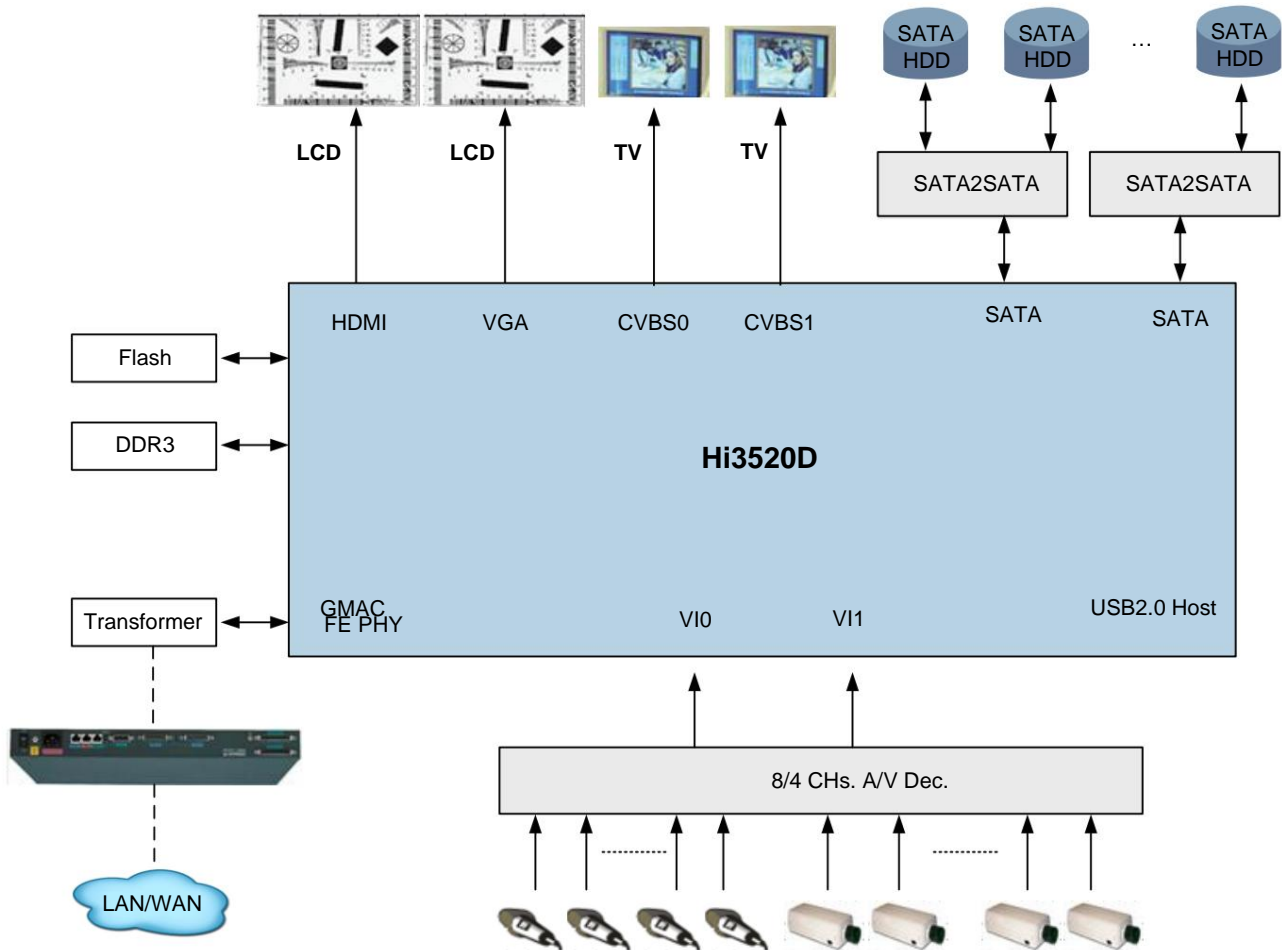 SATA
HDD
SATA
HDD
...
SATA
HDD
LCD
LCD
TV
TV
SATA2SATA
SATA2SATA
HDMI
VGA
CVBS0
CVBS1
SATA
SATA
Flash
DDR3
Hi3520D
Transformer
GMAC
FE PHY
VI0
VI1
USB2.0 Host
8/4 CHs. A/V Dec.
LAN/WAN